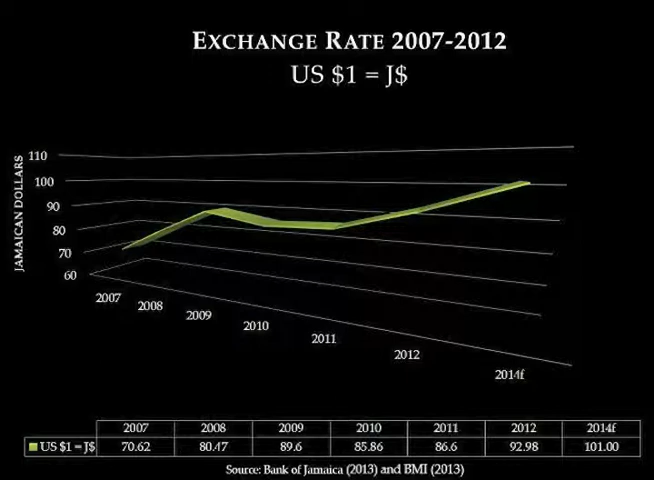 EXCHANGE RATE 2007-2012
US $1 = J$
JAMAICAN DOLLARS
110
100
90
80
70
60
2007
2008
2009
2010
2011
2012
2014f
2007 2008 2009 2010 2011 2012 2014f
US $1 = J$ 70.62 80.47 89.6 85.86 86.6 92.98 101.00
Source: Bank of Jamaica (2013) and BMI (2013)